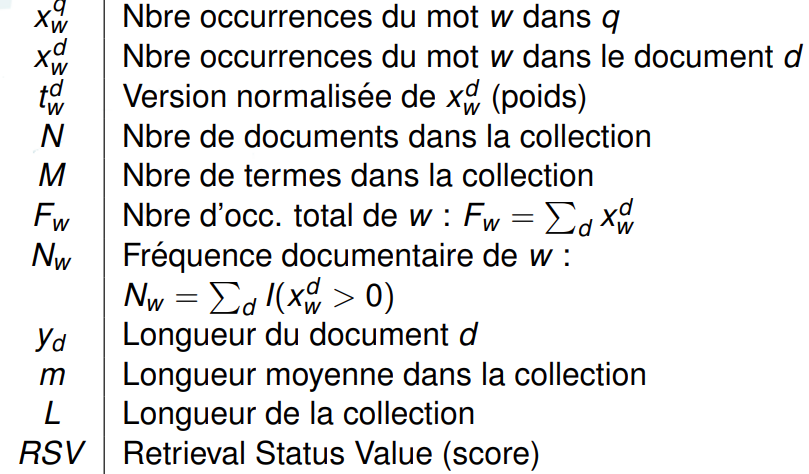 x_w^q Nbre occurrences du mot w dans q
x_w^d Nbre occurrences du mot w dans le document d
t_w^d Version normalisée de x_w^d (poids)
N Nbre de documents dans la collection
M Nbre de termes dans la collection
F_w Nbre d'occ. total de w : F_w = ∑_d x_w^d
N_w Fréquence documentaire de w :
N_w = ∑_d I(x_w^d > 0)
y_d Longueur du document d
m Longueur moyenne dans la collection
L Longueur de la collection
RSV Retrieval Status Value (score)